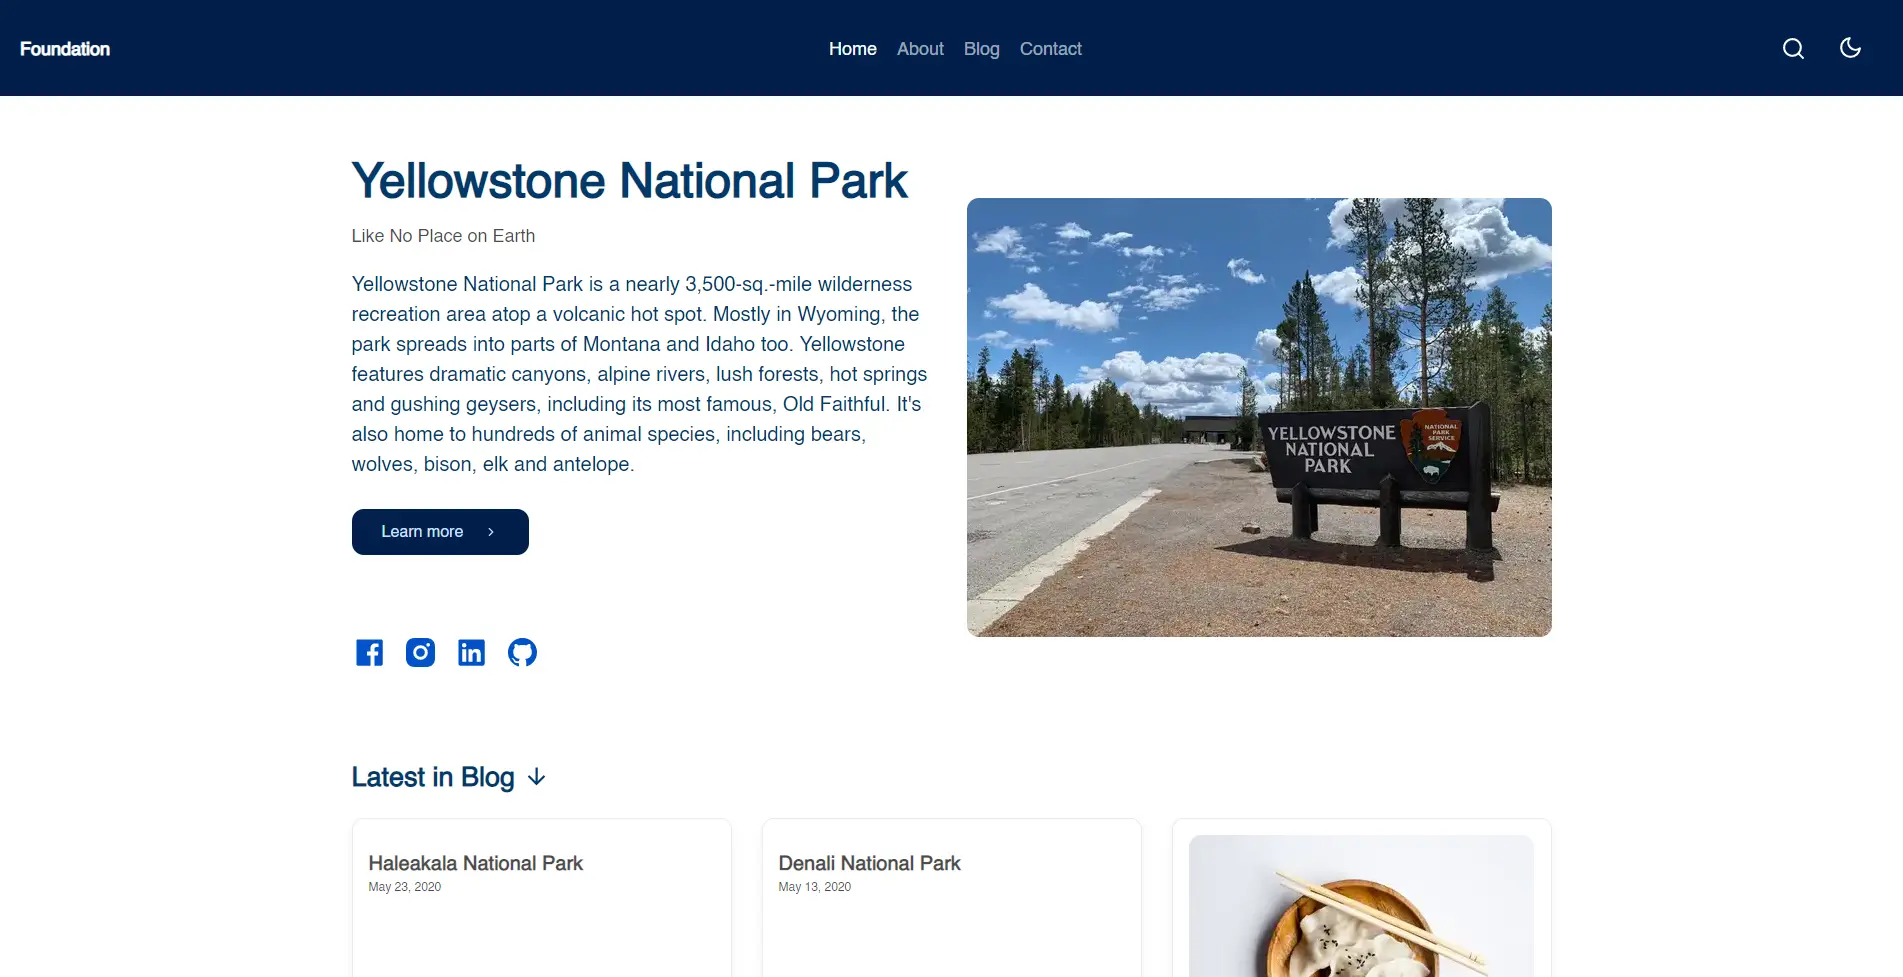 Foundation
Home About Blog Contact
Yellowstone National Park
Like No Place on Earth
Yellowstone National Park is a nearly 3,500-sq.-mile wilderness
recreation area atop a volcanic hot spot. Mostly in Wyoming, the
park spreads into parts of Montana and Idaho too. Yellowstone
features dramatic canyons, alpine rivers, lush forests, hot springs
and gushing geysers, including its most famous, Old Faithful. It's
also home to hundreds of animal species, including bears,
wolves, bison, elk and antelope.
Learn more
YELLOWSTONE
NATIONAL
PARK
NATIONAL
PARK
SERVICE
Latest in Blog
Haleakala National Park
May 23, 2020
Denali National Park
May 13, 2020